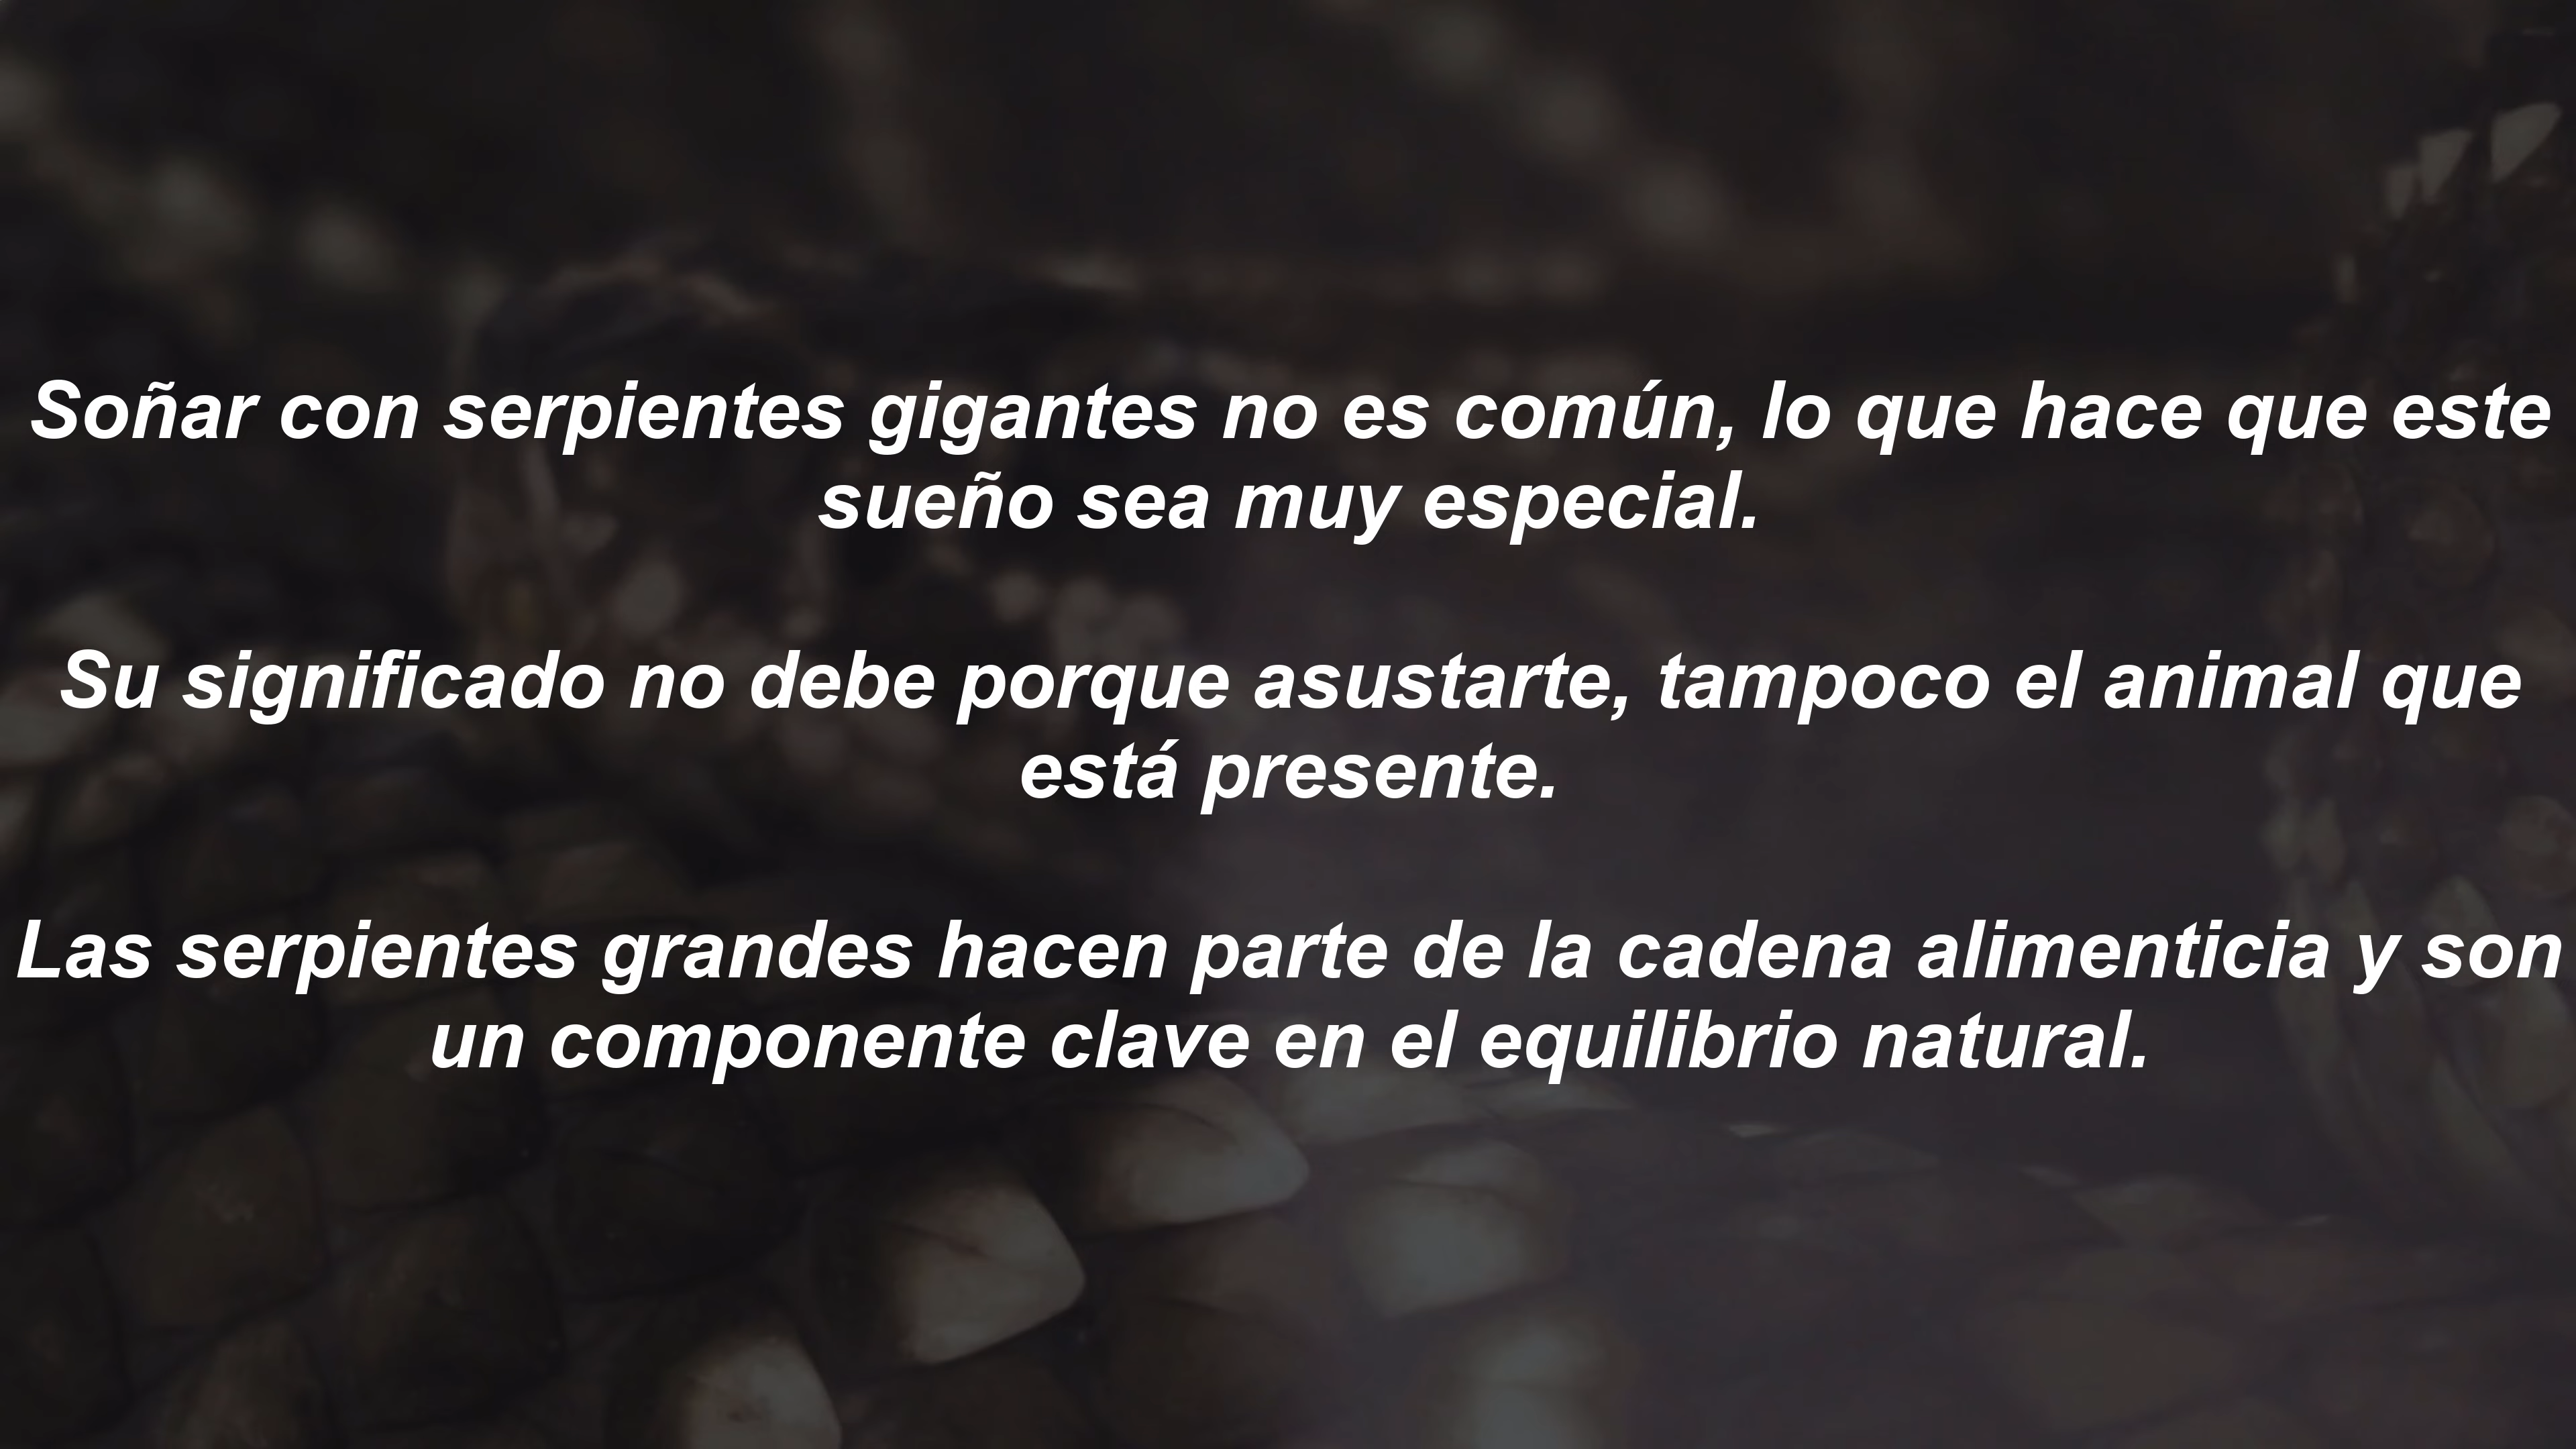 Soñar con serpientes gigantes no es común, lo que hace que este
sueño sea muy especial.
Su significado no debe porque asustarte, tampoco el animal que
está presente.
Las serpientes grandes hacen parte de la cadena alimenticia y son
un componente clave en el equilibrio natural.